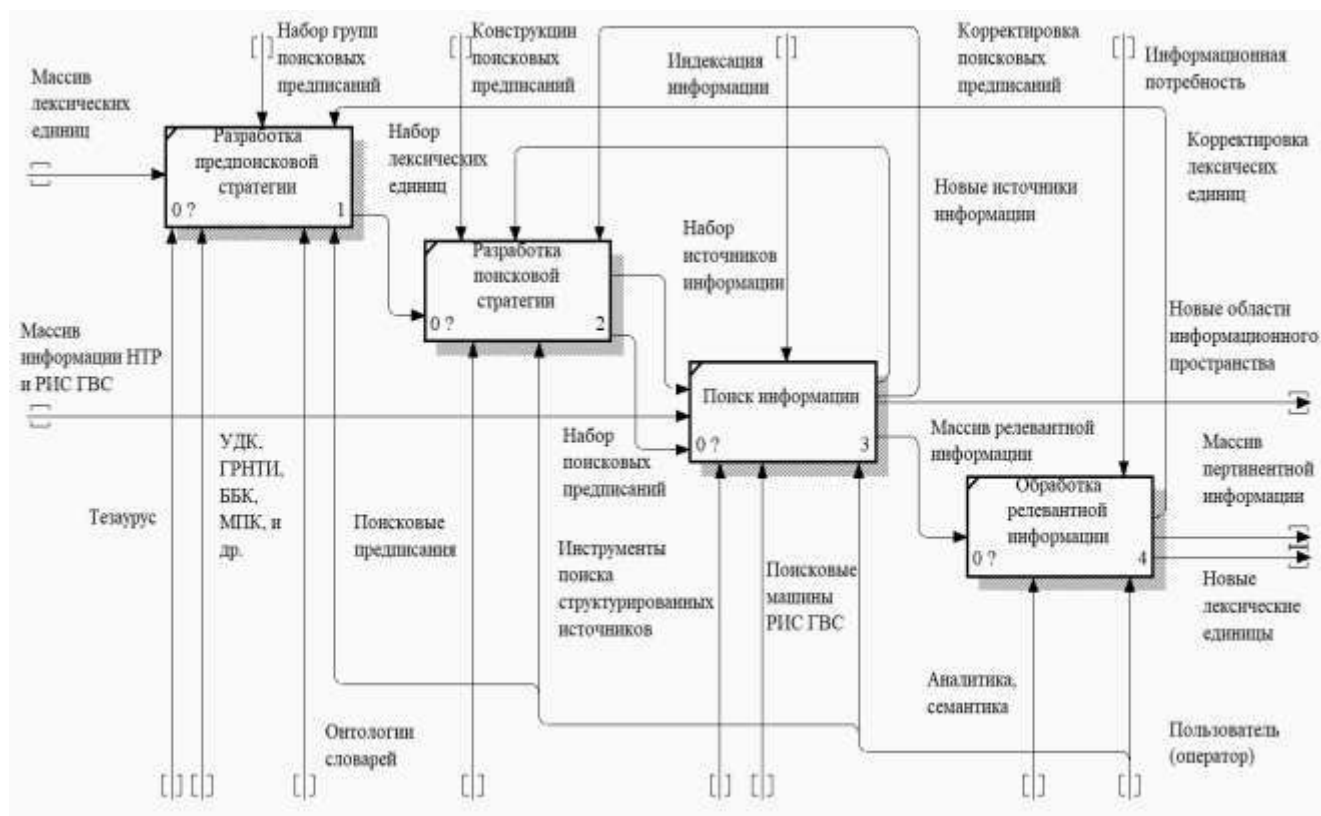 Набор групп
поисковых
предписаний
Конструкции
поисковых
предписаний
Индексация
информации
Корректировка
поисковых
предписаний
Информационная
потребность
Массив
лексических
единиц
Разработка
предпоисковой
стратегии
0 ?
1
Набор
лексических
единиц
Корректировка
лексичесих
единиц
Новые источники
информации
Разработка
поисковой
стратегии
0 ?
2
Набор
источников
информации
Массив
информации НТР
и РИС ГВС
Новые области
информационного
пространства
Поиск информации
0 ?
3
УДК,
ГРНТИ,
ББК,
МПК, и
др.
Набор
поисковых
предписаний
Массив релевантной
информации
Массив
пертинентной
информации
Обработка
релевантной
информации
0 ?
4
Тезаурус
Поисковые
предписания
Инструменты
поиска
структурированных
источников
Поисковые
машины
РИС ГВС
Новые
лексические
единицы
Аналитика,
семантика
Онтологии
словарей
Пользователь
(оператор)